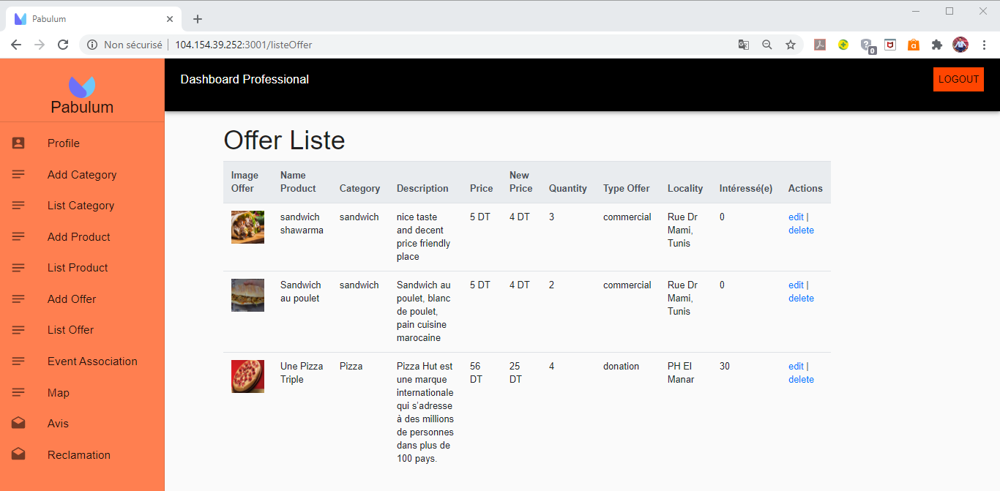 Pabulum
Non sécurisé
104.154.39.252:3001/listeOffer
0
a
Pabulum
Profile
Add Category
List Category
Add Product
List Product
Add Offer
List Offer
Event Association
Map
Avis
Reclamation
Dashboard Professional
LOGOUT
Offer Liste
Image
Offer
Name
Product
Category
Description
Price
New
Price
Quantity
Type Offer
Locality
Intéressé(e)
Actions
sandwich
shawarma
sandwich
nice taste
and decent
price friendly
place
5 DT
4 DT
3
commercial
Rue Dr
Mami,
Tunis
0
edit |
delete
Sandwich
au poulet
sandwich
Sandwich au
poulet, blanc
de poulet,
pain cuisine
marocaine
5 DT
4 DT
2
commercial
Rue Dr
Mami,
Tunis
0
edit |
delete
Une Pizza
Triple
Pizza
Pizza Hut est
une marque
internationale
qui s'adresse
à des millions
de personnes
dans plus de
100 pays.
56
DT
25
DT
4
donation
PH El
Manar
30
edit |
delete